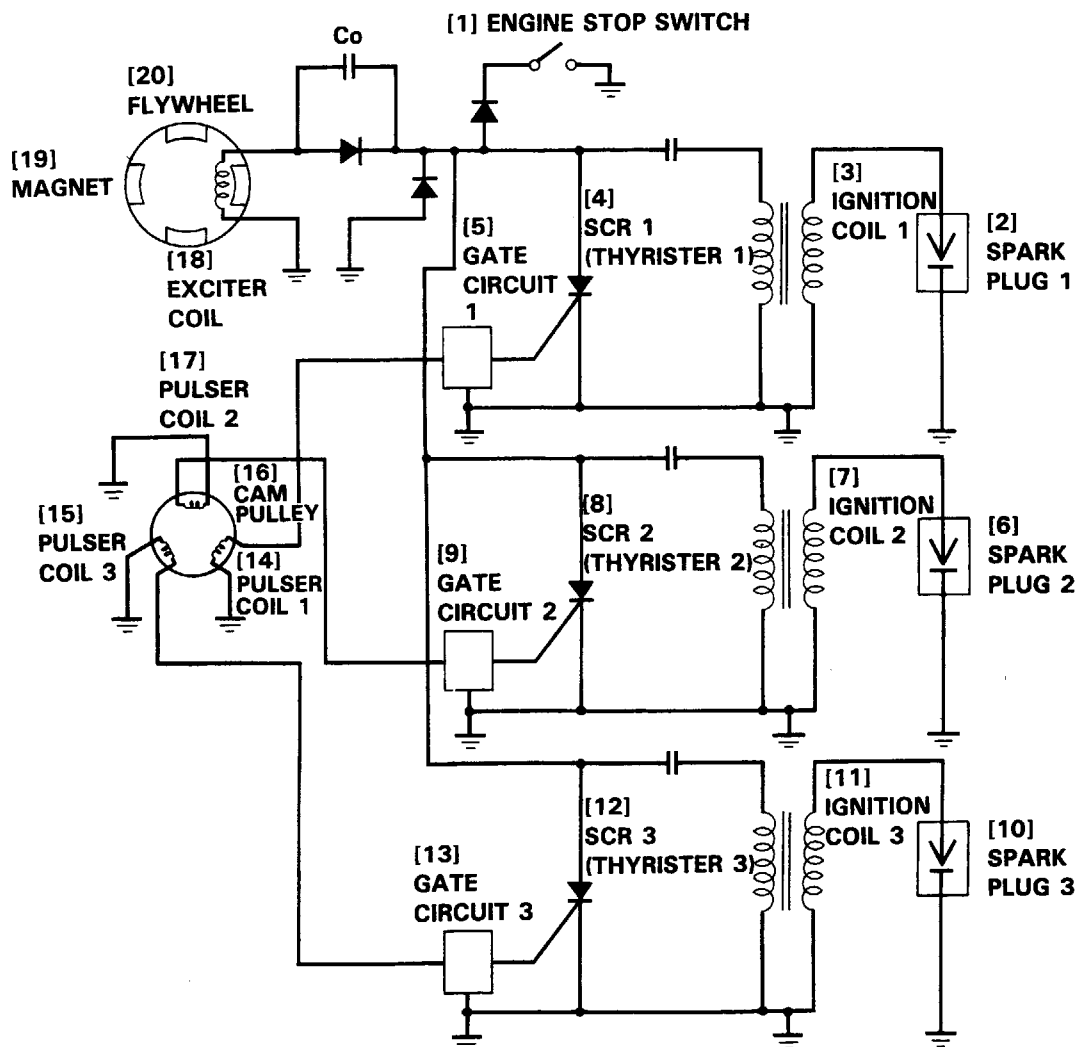 [1] ENGINE STOP SWITCH
Co
[20]
FLYWHEEL
[19]
MAGNET
[18]
EXCITER
COIL
[5]
GATE
CIRCUIT
1
[4]
SCR 1
(THYRISTER 1)
[3]
IGNITION
COIL 1
[2]
SPARK
PLUG 1
[17]
PULSER
COIL 2
[16]
CAM
PULLEY
[15]
PULSER
COIL 3
[14]
PULSER
COIL 1
[9]
GATE
CIRCUIT 2
[8]
SCR 2
(THYRISTER 2)
[7]
IGNITION
COIL 2
[6]
SPARK
PLUG 2
[13]
GATE
CIRCUIT 3
[12]
SCR 3
(THYRISTER 3)
[11]
IGNITION
COIL 3
[10]
SPARK
PLUG 3